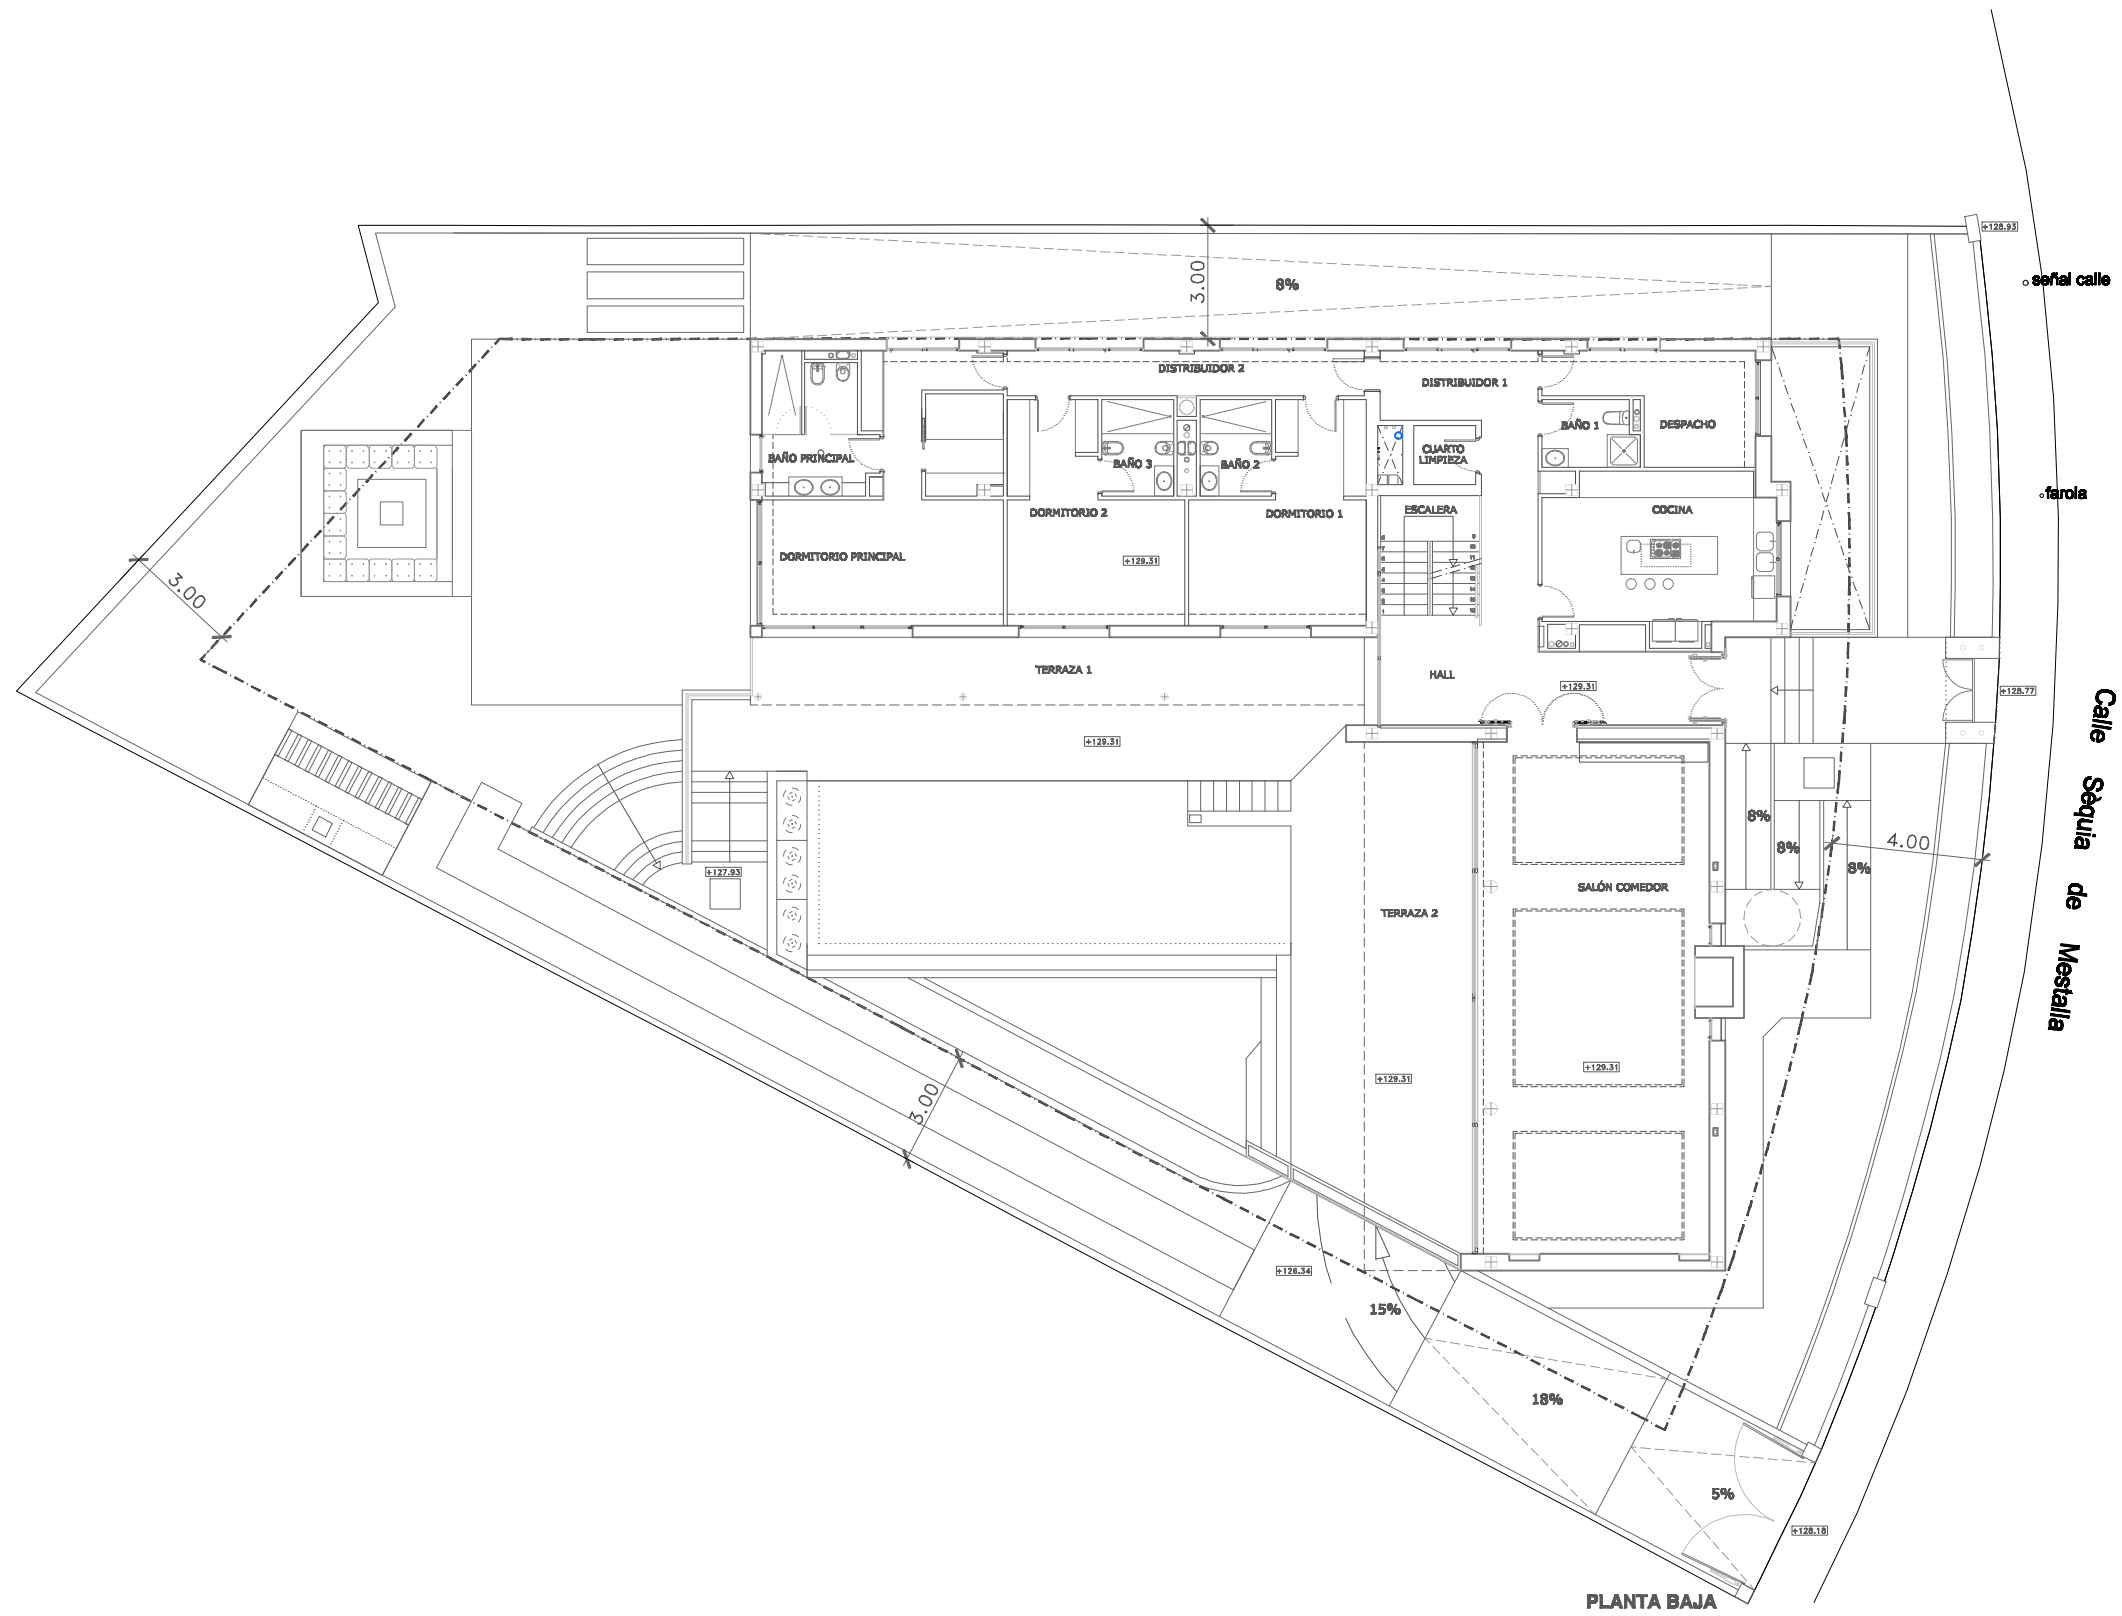 +128.93
señal calle
3.00
8%
DISTRIBUIDOR 2
DISTRIBUIDOR 1
BAÑO 1
DESPACHO
BAÑO PRINCIPAL
BAÑO 3
BAÑO 2
CUARTO
LIMPIEZA
farola
DORMITORIO 2
DORMITORIO 1
ESCALERA
COCINA
DORMITORIO PRINCIPAL
+129.31
3.00
TERRAZA 1
HALL
+129.31
+128.77
Calle Sèquia de Mestalla
+129.31
8%
8%
8%
4.00
+127.93
SALÓN COMEDOR
TERRAZA 2
+129.31
+129.31
3.00
+126.34
15%
18%
5%
+128.18
PLANTA BAJA